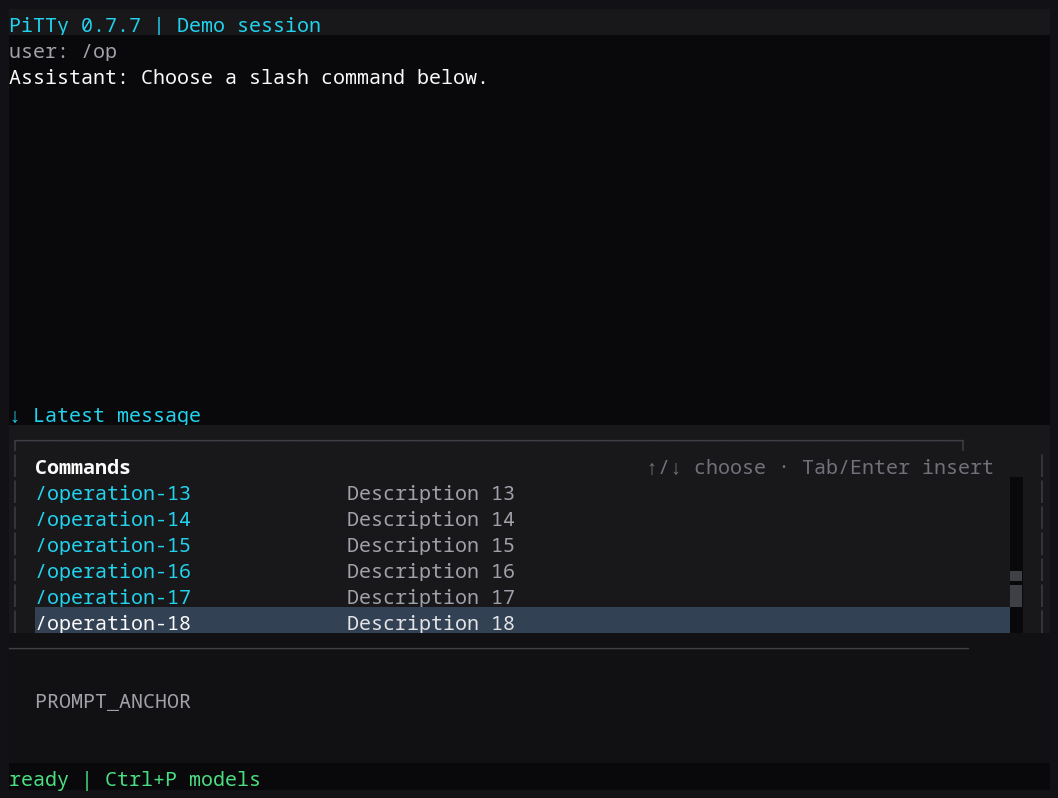 PiTTy 0.7.7 | Demo session
user: /op
Assistant: Choose a slash command below.
↓ Latest message
Commands ↑/↓ choose · Tab/Enter insert
/operation-13 Description 13
/operation-14 Description 14
/operation-15 Description 15
/operation-16 Description 16
/operation-17 Description 17
/operation-18 Description 18
PROMPT_ANCHOR
ready | Ctrl+P models